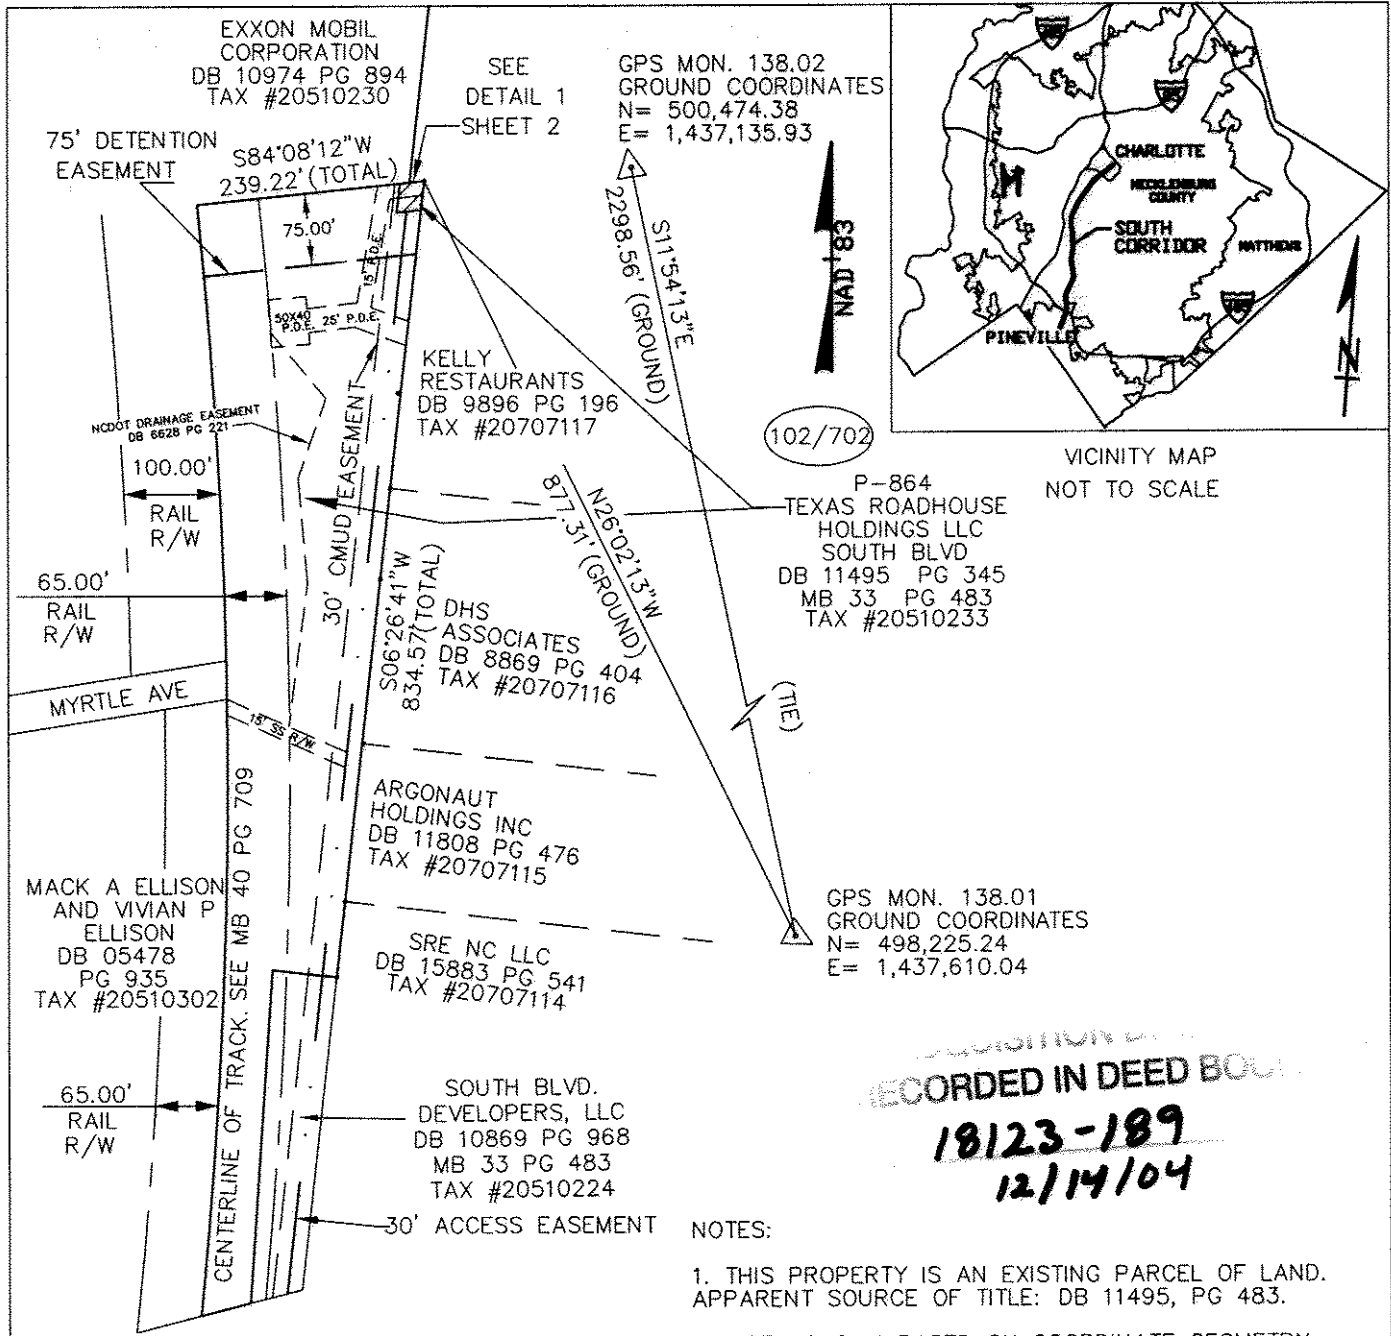 EXXON MOBIL
CORPORATION
DB 10974 PG 894
TAX #20510230
SEE
DETAIL 1
SHEET 2
GPS MON. 138.02
GROUND COORDINATES
N= 500,474.38
E= 1,437,135.93
75' DETENTION
EASEMENT
S84°08'12"W
239.22' (TOTAL)
75.00'
15' P.D.E.
50X40
P.D.E.
25' P.D.E.
S11°54'13"E
2298.56' (GROUND)
NAD '83
CHARLOTTE
MECKLENBURG
COUNTY
SOUTH
CORRIDOR
MATTHEWS
PINEVILLE
N
VICINITY MAP
NOT TO SCALE
KELLY
RESTAURANTS
DB 9896 PG 196
TAX #20707117
NCDOT DRAINAGE EASEMENT
DB 6628 PG 221
100.00'
RAIL
R/W
30' CMUD EASEMENT
102/702
P-864
TEXAS ROADHOUSE
HOLDINGS LLC
SOUTH BLVD
DB 11495 PG 345
MB 33 PG 483
TAX #20510233
N26°02'13"W
877.31' (GROUND)
65.00'
RAIL
R/W
S06°26'41"W
834.57'(TOTAL)
DHS
ASSOCIATES
DB 8869 PG 404
TAX #20707116
(TIE)
MYRTLE AVE
15' SS R/W
ARGONAUT
HOLDINGS INC
DB 11808 PG 476
TAX #20707115
CENTERLINE OF TRACK. SEE MB 40 PG 709
MACK A ELLISON
AND VIVIAN P
ELLISON
DB 05478
PG 935
TAX #20510302
GPS MON. 138.01
GROUND COORDINATES
N= 498,225.24
E= 1,437,610.04
SRE NC LLC
DB 15883 PG 541
TAX #20707114
65.00'
RAIL
R/W
SOUTH BLVD.
DEVELOPERS, LLC
DB 10869 PG 968
MB 33 PG 483
TAX #20510224
30' ACCESS EASEMENT
RECORDED IN DEED
18123-189
12/14/04
NOTES:
1. THIS PROPERTY IS AN EXISTING PARCEL OF LAND.
APPARENT SOURCE OF TITLE: DB 11495, PG 483.